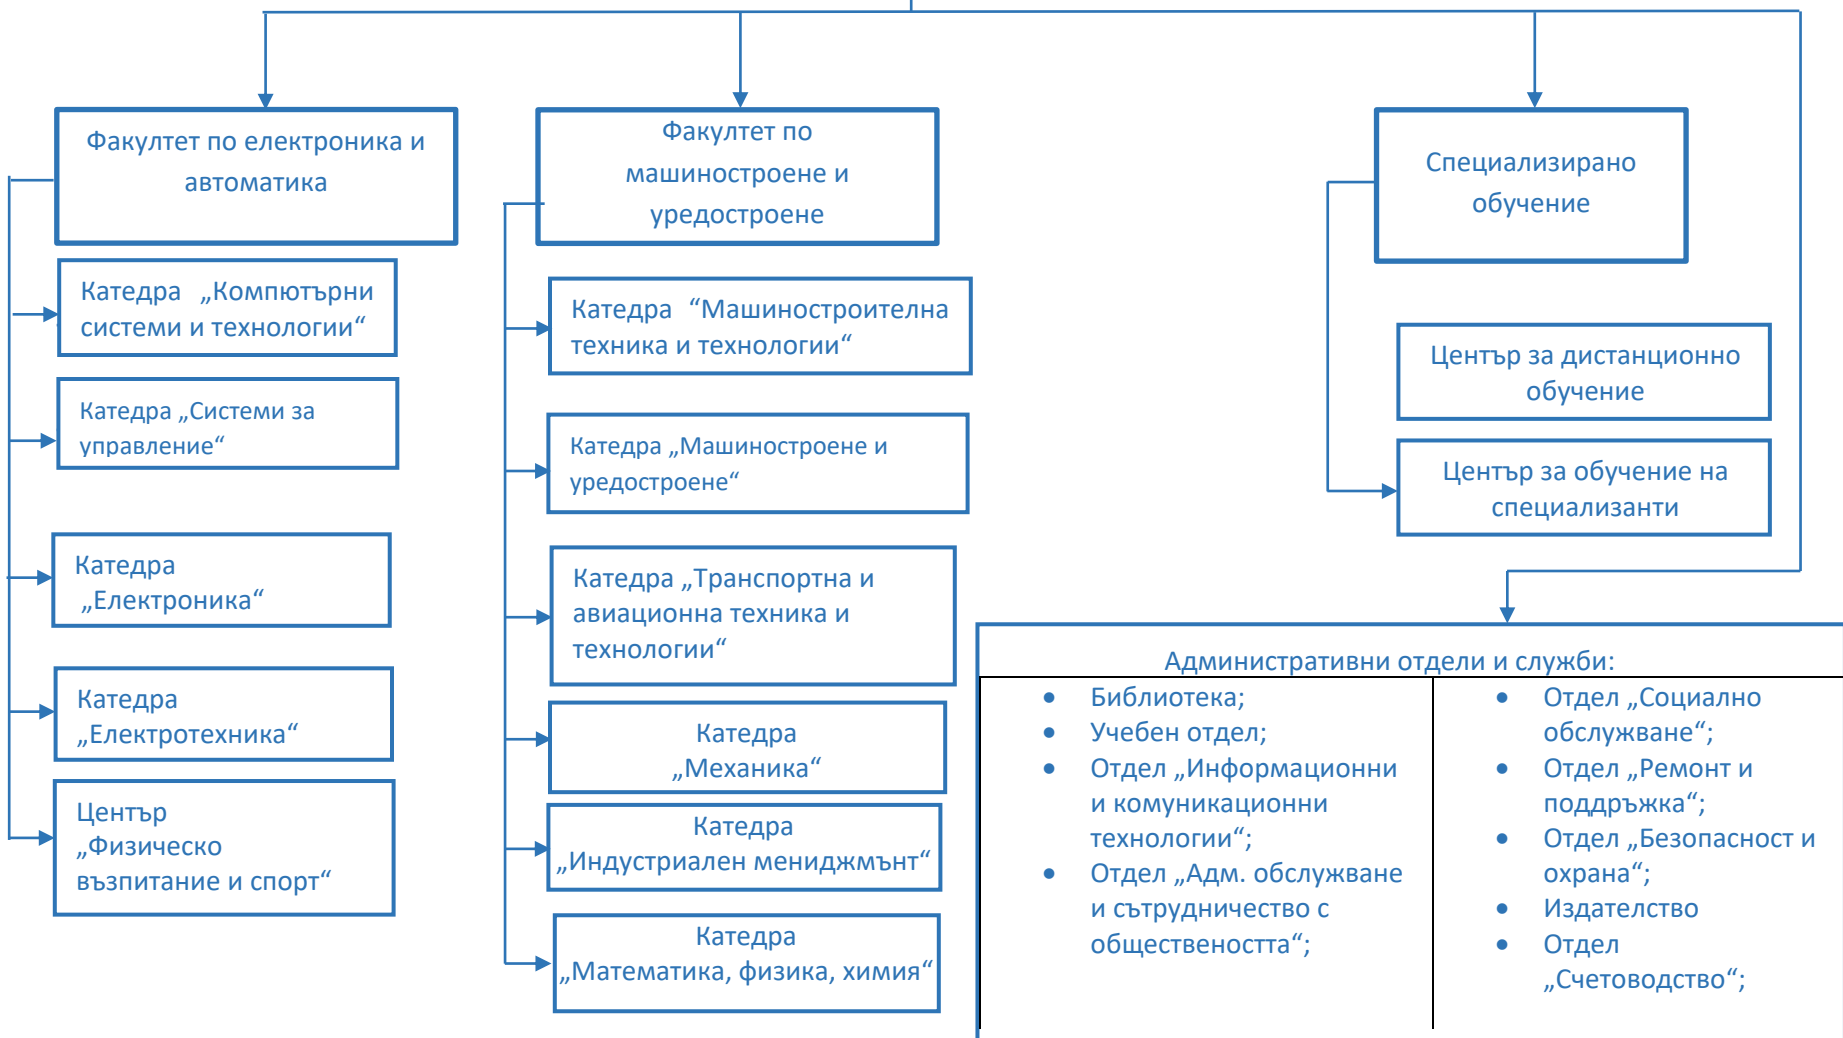 Факултет по електроника и
автоматика
Катедра „Компютърни
системи и технологии“
Катедра „Системи за
управление“
Катедра
„Електроника“
Катедра
„Електротехника“
Център
„Физическо
възпитание и спорт“
Факултет по
машиностроене и
уредостроене
Катедра “Машиностроителна
техника и технологии“
Катедра „Машиностроене и
уредостроене“
Катедра „Транспортна и
авиационна техника и
технологии“
Катедра
„Механика“
Катедра
„Индустриален мениджмънт“
Катедра
„Математика, физика, химия“
Специализирано
обучение
Център за дистанционно
обучение
Център за обучение на
специализанти
Административни отдели и служби:
• Библиотека;
• Учебен отдел;
• Отдел „Информационни
и комуникационни
технологии“;
• Отдел „Адм. обслужване
и сътрудничество с
обществеността“;
• Отдел „Социално
обслужване“;
• Отдел „Ремонт и
поддръжка“;
• Отдел „Безопасност и
охрана“;
• Издателство
• Отдел
„Счетоводство“;